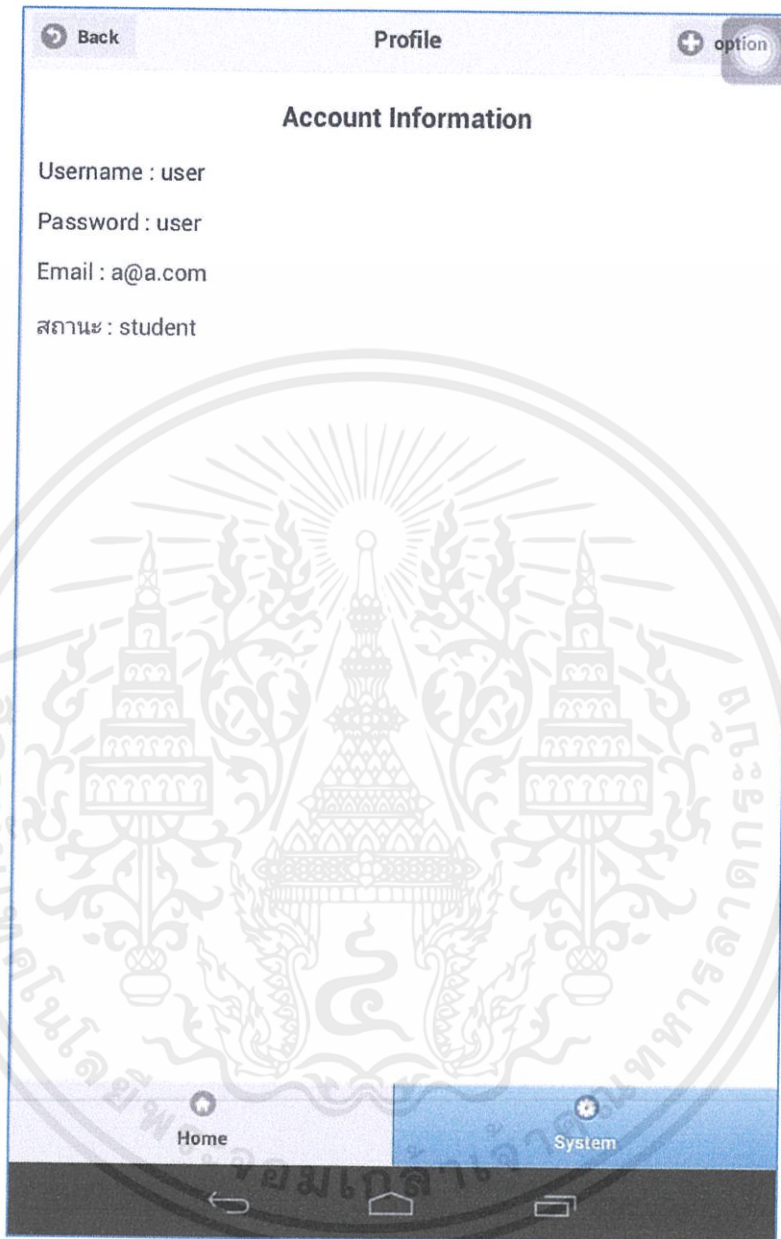 Back
Profile
option
Account Information
Username : user
Password : user
Email : a@a.com
สถานะ : student
Home
System